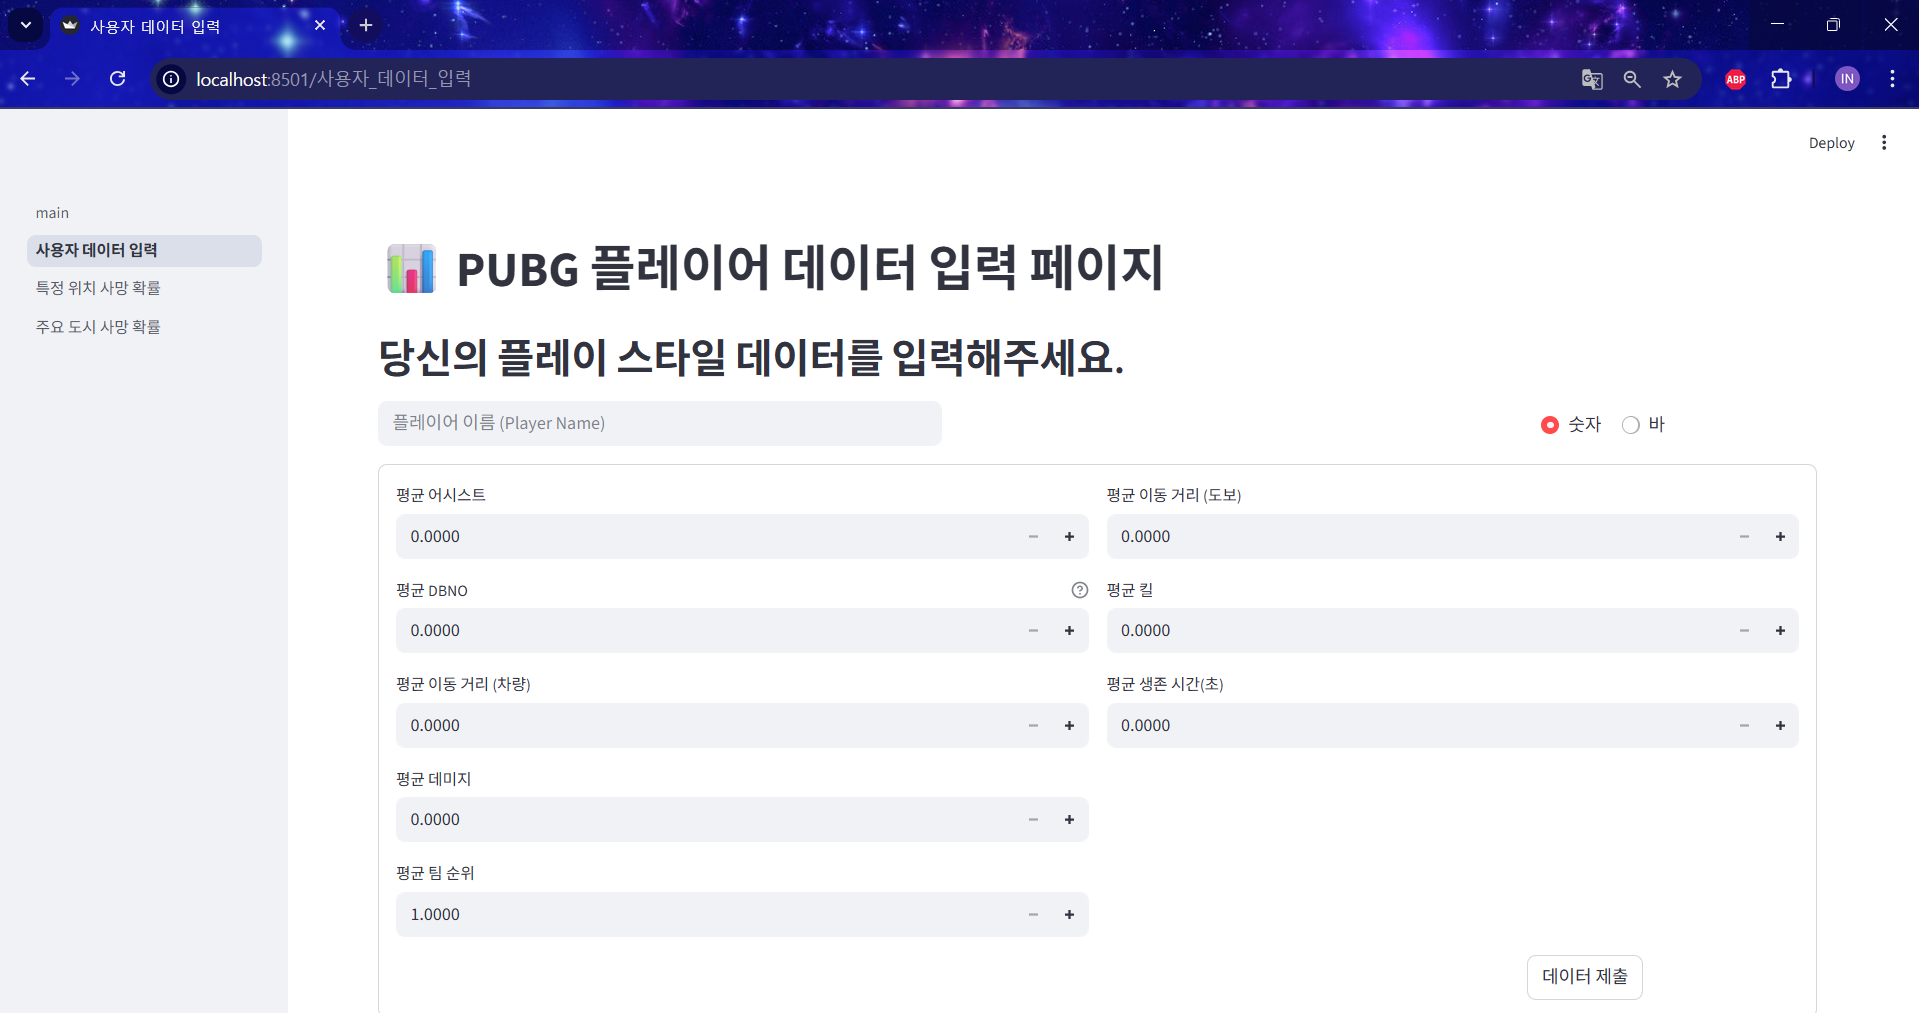 사용자 데이터 입력
localhost:8501/사용자_데이터_입력
ABP
IN
Deploy
main
사용자 데이터 입력
특정 위치 사망 확률
주요 도시 사망 확률
PUBG 플레이어 데이터 입력 페이지
당신의 플레이 스타일 데이터를 입력해주세요.
플레이어 이름 (Player Name)
숫자 바
평균 어시스트
0.0000
평균 이동 거리 (도보)
0.0000
평균 DBNO
0.0000
평균 킬
0.0000
평균 이동 거리 (차량)
0.0000
평균 생존 시간(초)
0.0000
평균 데미지
0.0000
평균 팀 순위
1.0000
데이터 제출